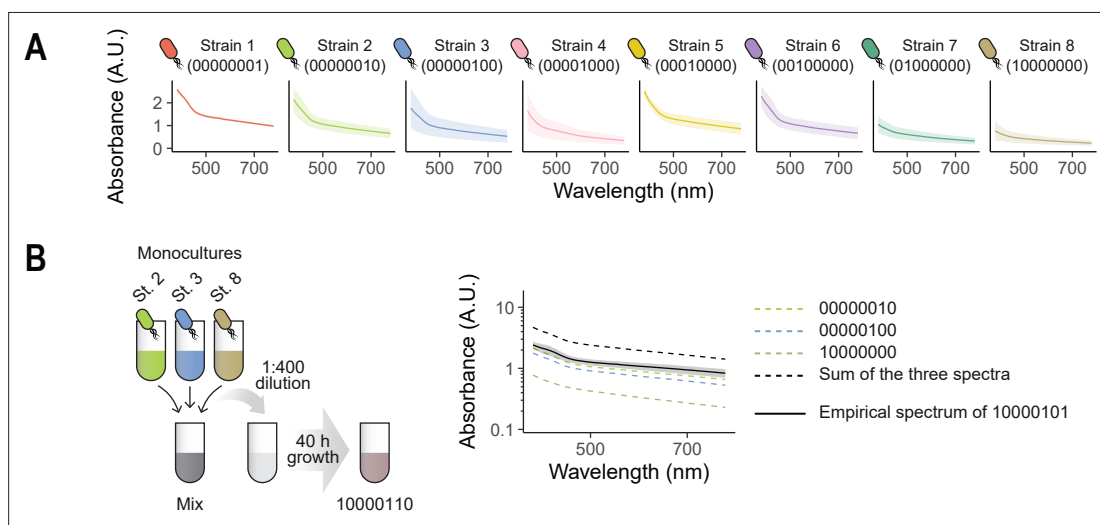 A
Absorbance (A.U.)
Strain 1
(00000001)
Strain 2
(00000010)
Strain 3
(00000100)
Strain 4
(00001000)
Strain 5
(00010000)
Strain 6
(00100000)
Strain 7
(01000000)
Strain 8
(10000000)
2
1
0
500 700
500 700
500 700
500 700
500 700
500 700
500 700
500 700
Wavelength (nm)
B
Monocultures
St. 2
St. 3
St. 8
1:400
dilution
40 h
growth
Mix
10000110
Absorbance (A.U.)
10
1
0.1
500 700
Wavelength (nm)
00000010
00000100
10000000
Sum of the three spectra
Empirical spectrum of 10000101